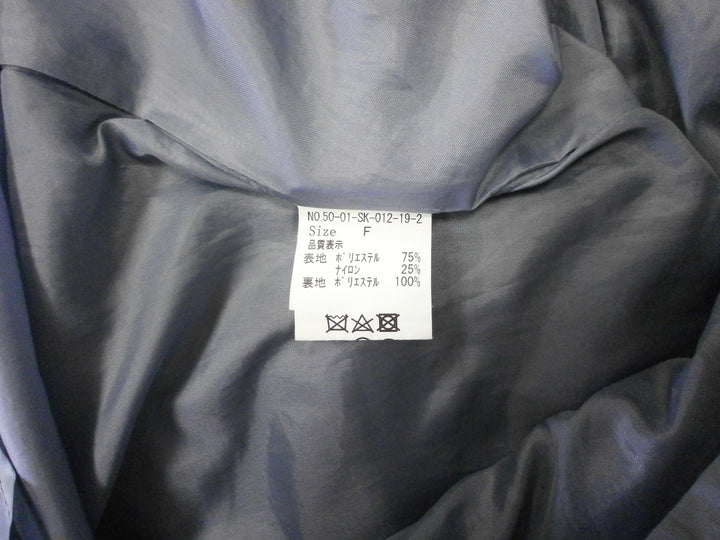 NO.50-01-SK-012-19-2
Size F
品質表示
表地 ポリエステル 75%
ナイロン 25%
裏地 ポリエステル 100%